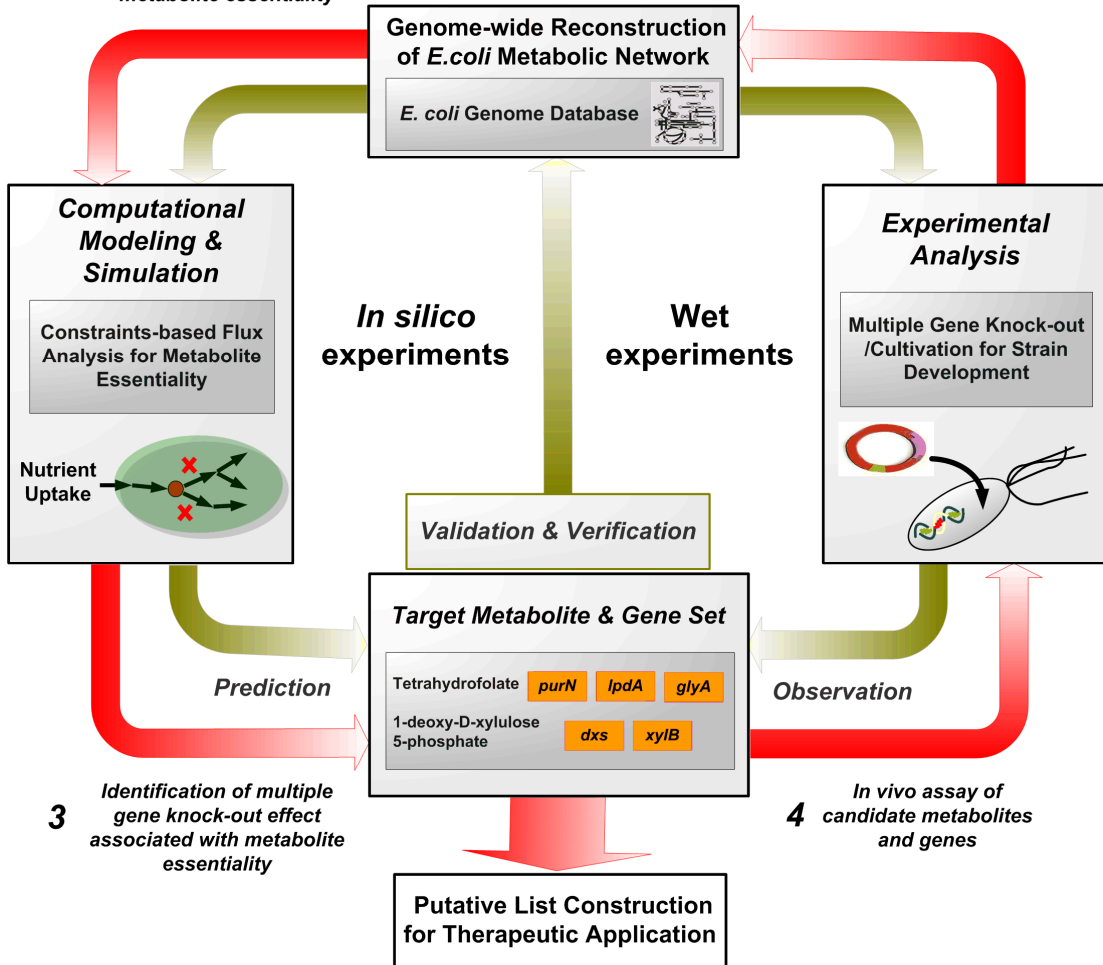 Genome-wide Reconstruction
of E.coli Metabolic Network
E. coli Genome Database
Computational
Modeling &
Simulation
Constraints-based Flux
Analysis for Metabolite
Essentiality
Nutrient
Uptake
In silico
experiments
Wet
experiments
Experimental
Analysis
Multiple Gene Knock-out
/Cultivation for Strain
Development
Validation & Verification
Target Metabolite & Gene Set
Tetrahydrofolate
purN
lpdA
glyA
1-deoxy-D-xylulose
5-phosphate
dxs
xylB
Prediction
Observation
3
Identification of multiple
gene knock-out effect
associated with metabolite
essentiality
4
In vivo assay of
candidate metabolites
and genes
Putative List Construction
for Therapeutic Application